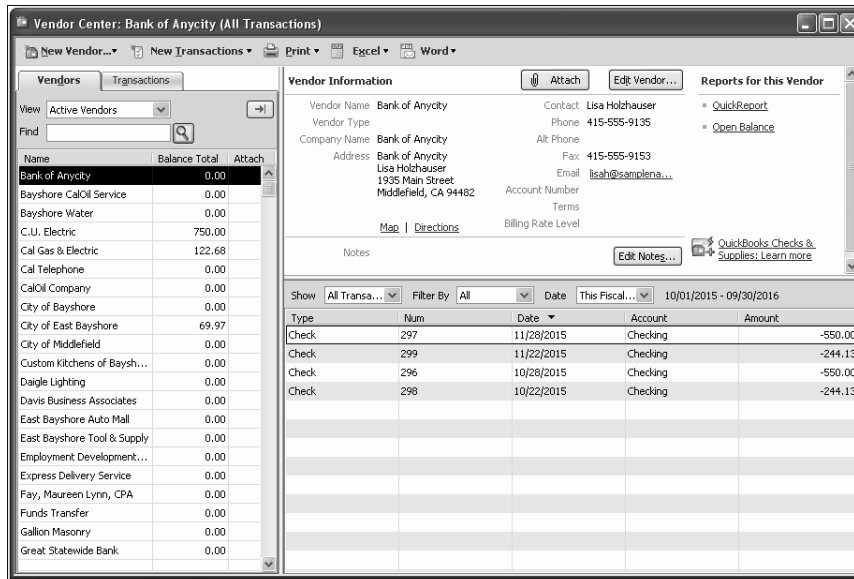 Vendor Center: Bank of Anycity (All Transactions)
New Vendor... New Transactions Print Excel Word
Vendors Transactions
View Active Vendors
Find
Name Balance Total Attach
Bank of Anycity 0.00
Bayshore CalOil Service 0.00
Bayshore Water 0.00
C.U. Electric 750.00
Cal Gas & Electric 122.68
Cal Telephone 0.00
CalOil Company 0.00
City of Bayshore 0.00
City of East Bayshore 69.97
City of Middlefield 0.00
Custom Kitchens of Baysh... 0.00
Daigle Lighting 0.00
Davis Business Associates 0.00
East Bayshore Auto Mall 0.00
East Bayshore Tool & Supply 0.00
Employment Development... 0.00
Express Delivery Service 0.00
Fay, Maureen Lynn, CPA 0.00
Funds Transfer 0.00
Gallion Masonry 0.00
Great Statewide Bank 0.00
Vendor Information Attach Edit Vendor...
Vendor Name Bank of Anycity
Vendor Type
Company Name Bank of Anycity
Address Bank of Anycity
Lisa Holzhauser
1935 Main Street
Middlefield, CA 94482
Map | Directions
Contact Lisa Holzhauser
Phone 415-555-9135
Alt Phone
Fax 415-555-9153
Email lisah@samplena...
Account Number
Terms
Billing Rate Level
Notes Edit Notes...
Reports for this Vendor
QuickReport
Open Balance
QuickBooks Checks &
Supplies: Learn more
Show All Transa... Filter By All Date This Fiscal... 10/01/2015 - 09/30/2016
Type Num Date Account Amount
Check 297 11/28/2015 Checking -550.00
Check 299 11/22/2015 Checking -244.13
Check 296 10/28/2015 Checking -550.00
Check 298 10/22/2015 Checking -244.13